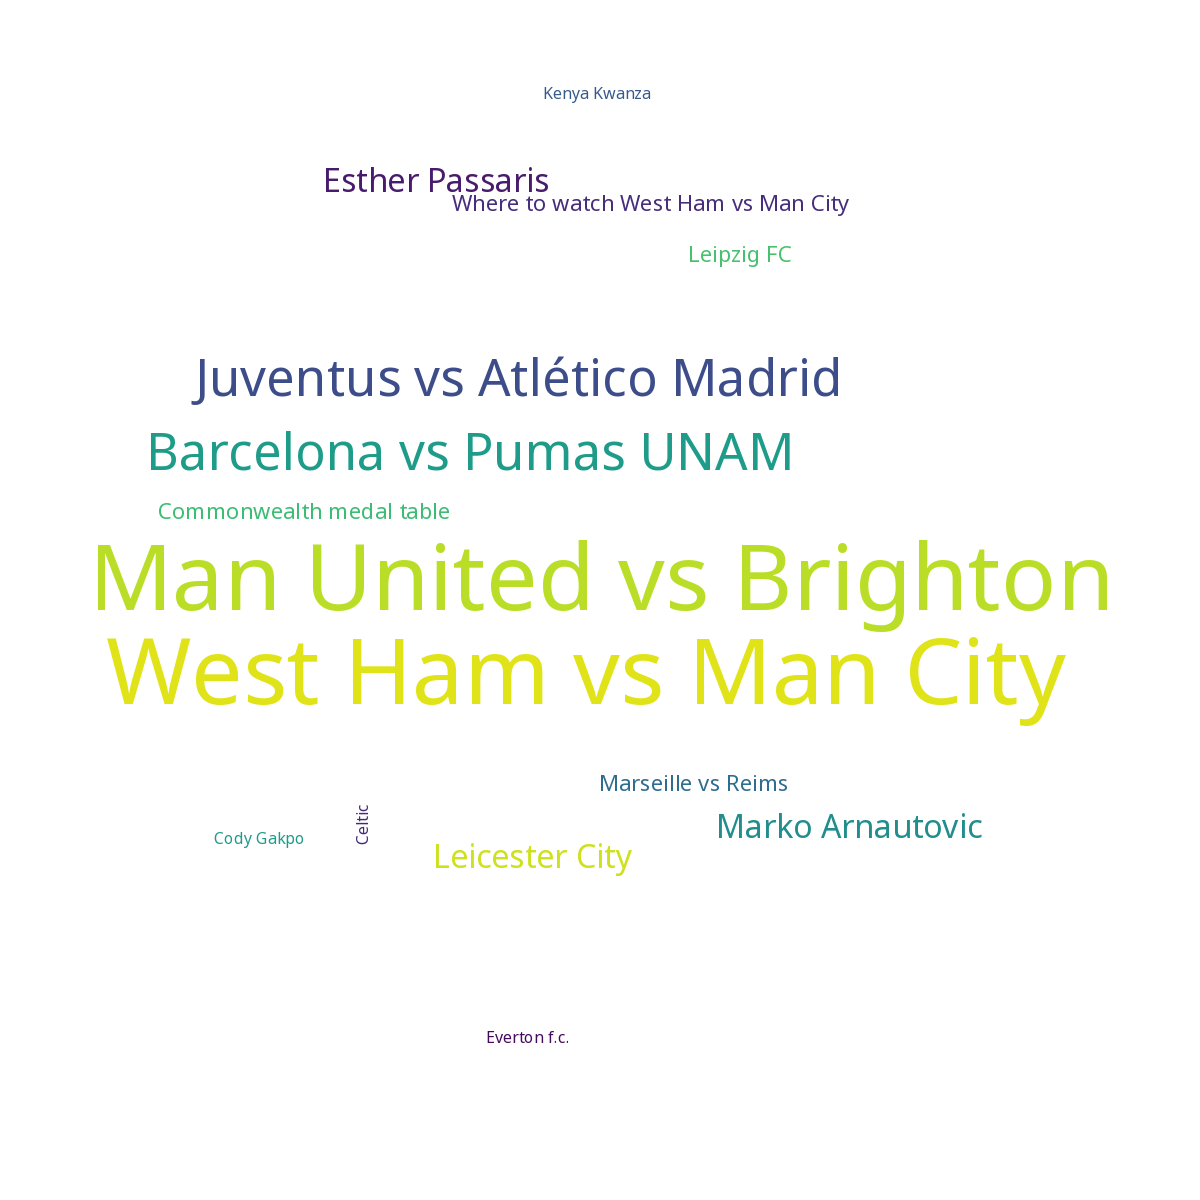 Kenya Kwanza
Esther Passaris
Where to watch West Ham vs Man City
Leipzig FC
Juventus vs Atlético Madrid
Barcelona vs Pumas UNAM
Commonwealth medal table
Man United vs Brighton
West Ham vs Man City
Marseille vs Reims
Marko Arnautovic
Celtic
Cody Gakpo
Leicester City
Everton f.c.